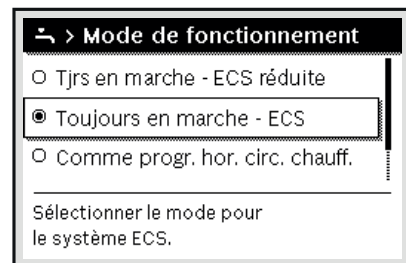 > Mode de fonctionnement
Tjrs en marche - ECS réduite
Toujours en marche - ECS
Comme progr. hor. circ. chauff.
Sélectionner le mode pour
le système ECS.